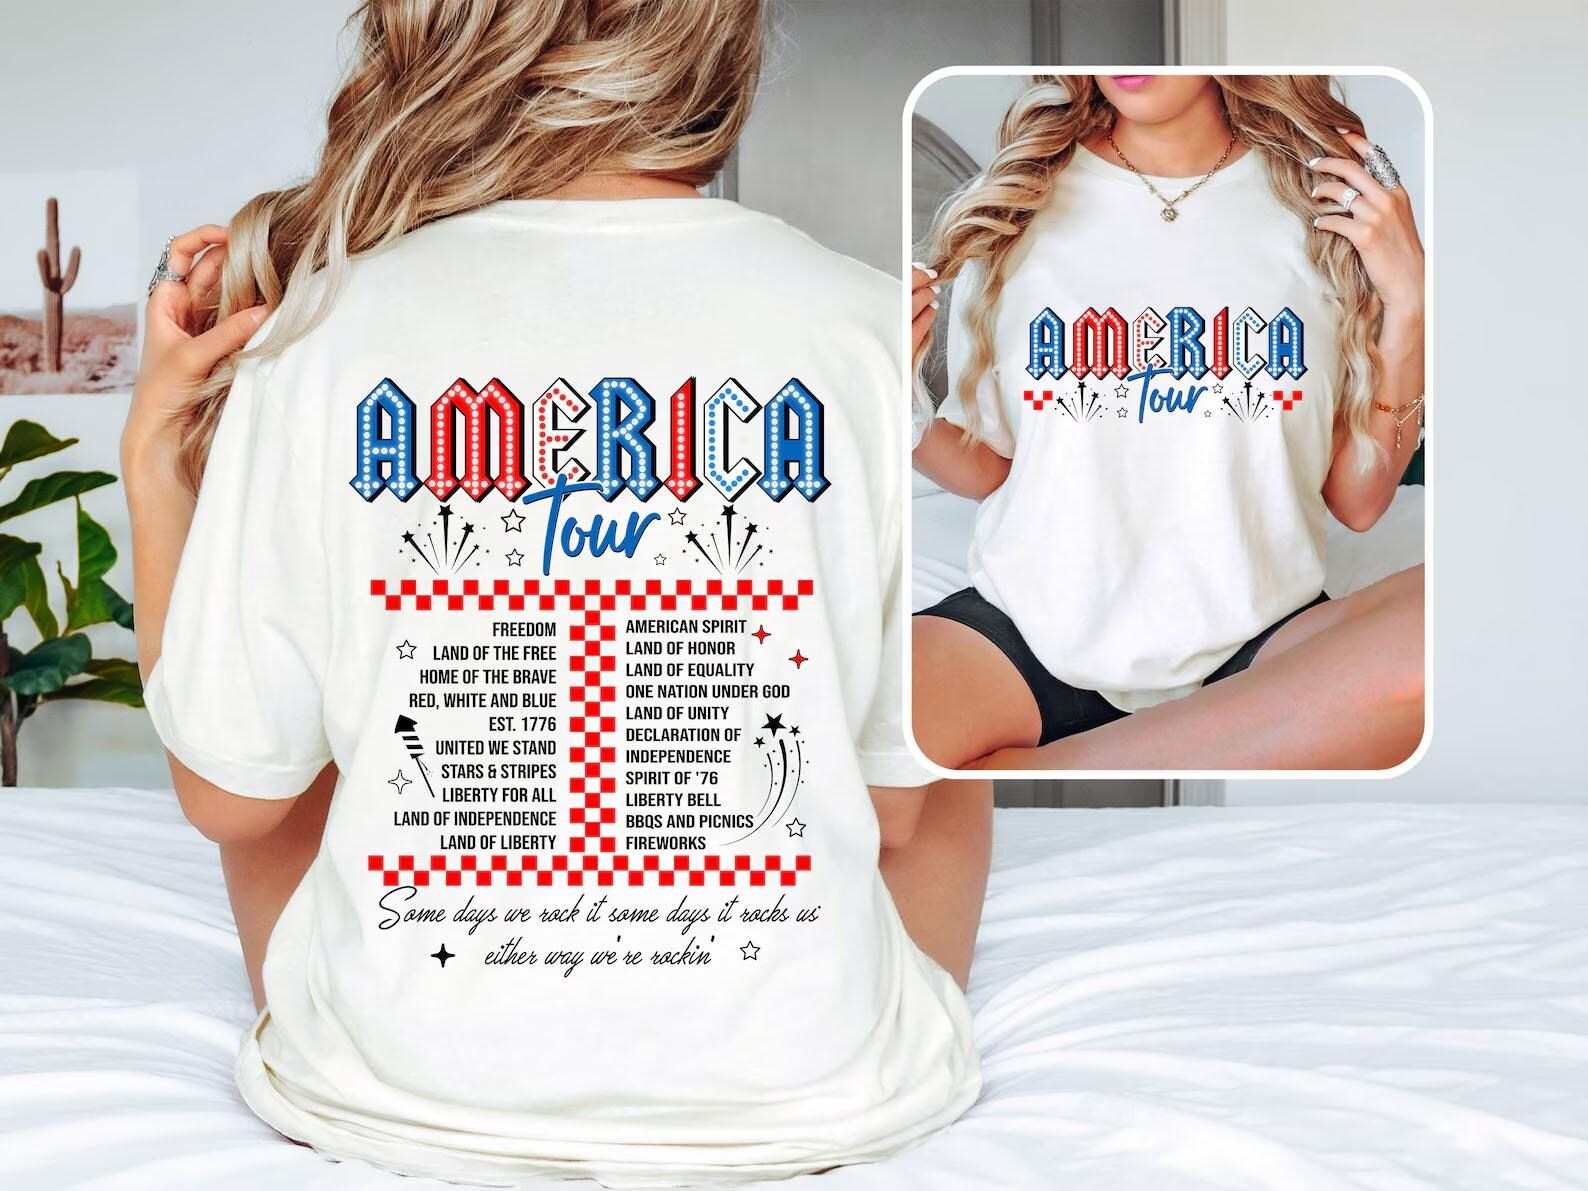 AMERICA
Tour
FREEDOM
LAND OF THE FREE
HOME OF THE BRAVE
RED, WHITE AND BLUE
EST. 1776
UNITED WE STAND
STARS & STRIPES
LIBERTY FOR ALL
LAND OF INDEPENDENCE
LAND OF LIBERTY
AMERICAN SPIRIT
LAND OF HONOR
LAND OF EQUALITY
ONE NATION UNDER GOD
LAND OF UNITY
DECLARATION OF
INDEPENDENCE
SPIRIT OF '76
LIBERTY BELL
BBQS AND PICNICS
FIREWORKS
Some days we rock it some days it rocks us
either way we're rockin'
AMERICA
Tour